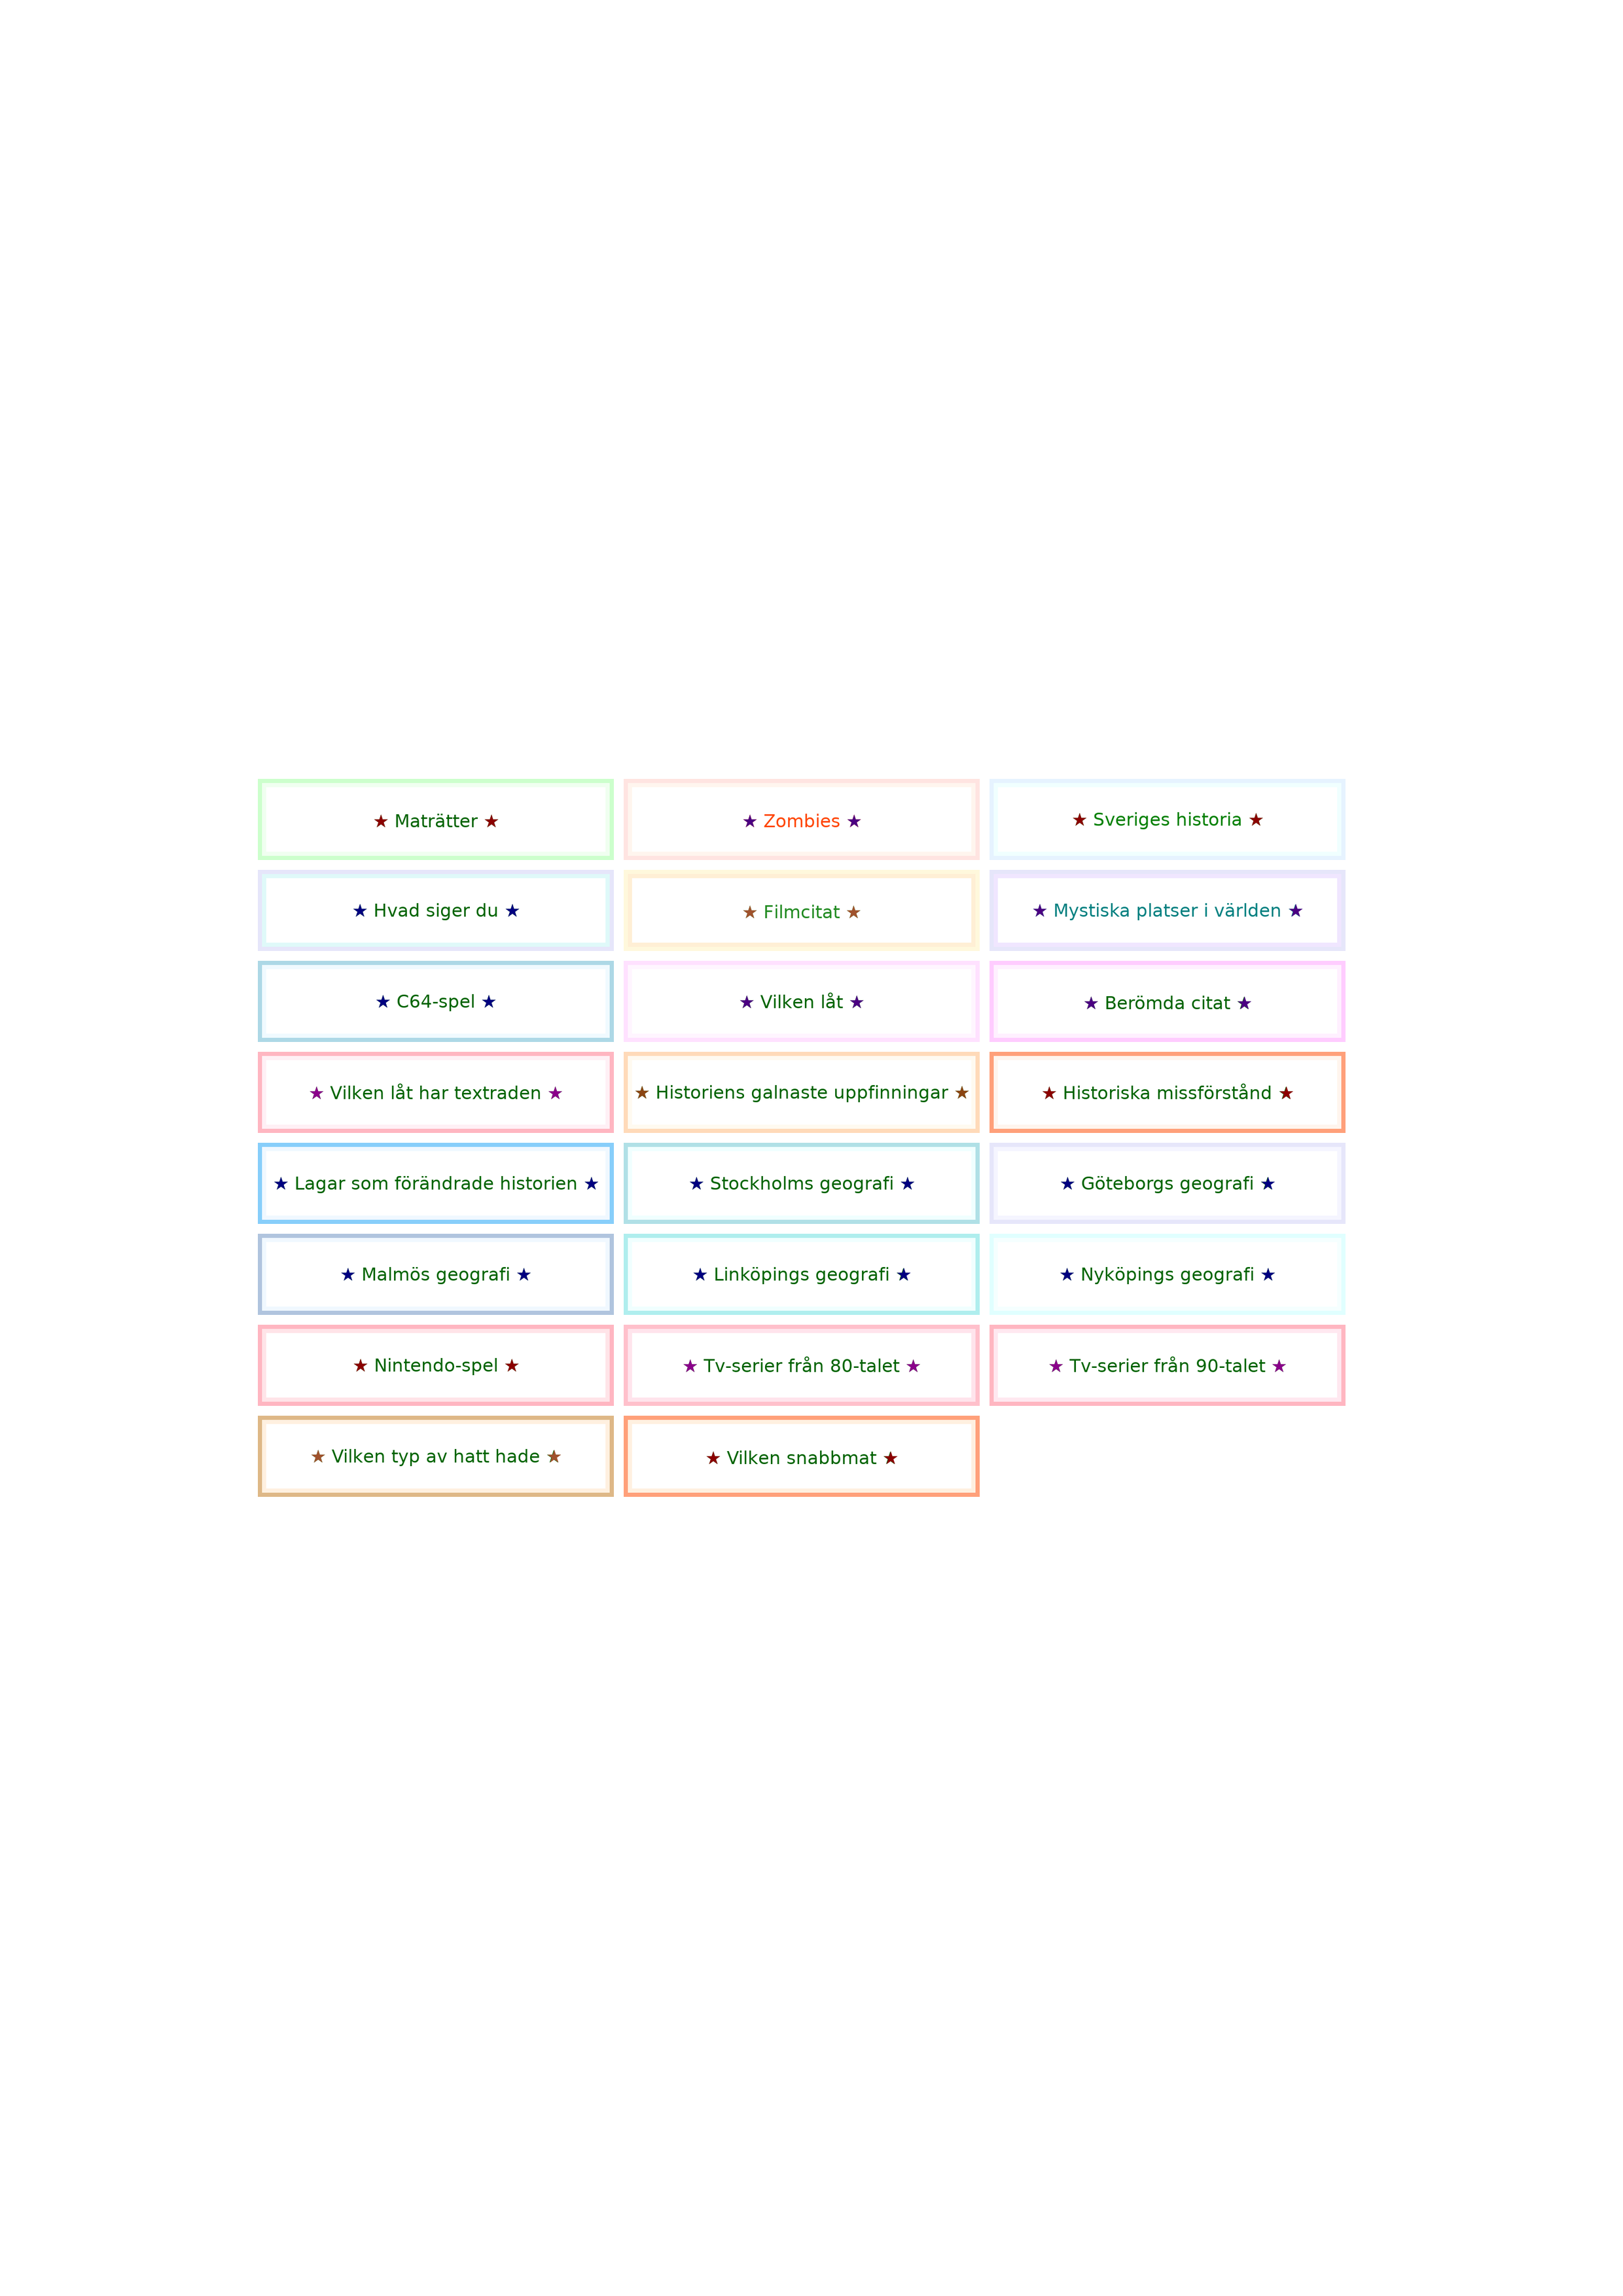 ★ Maträtter ★
★ Zombies ★
★ Sveriges historia ★
★ Hvad siger du ★
★ Filmcitat ★
★ Mystiska platser i världen ★
★ C64-spel ★
★ Vilken låt ★
★ Berömda citat ★
★ Vilken låt har textraden ★
★ Historiens galnaste uppfinningar ★
★ Historiska missförstånd ★
★ Lagar som förändrade historien ★
★ Stockholms geografi ★
★ Göteborgs geografi ★
★ Malmös geografi ★
★ Linköpings geografi ★
★ Nyköpings geografi ★
★ Nintendo-spel ★
★ Tv-serier från 80-talet ★
★ Tv-serier från 90-talet ★
★ Vilken typ av hatt hade ★
★ Vilken snabbmat ★